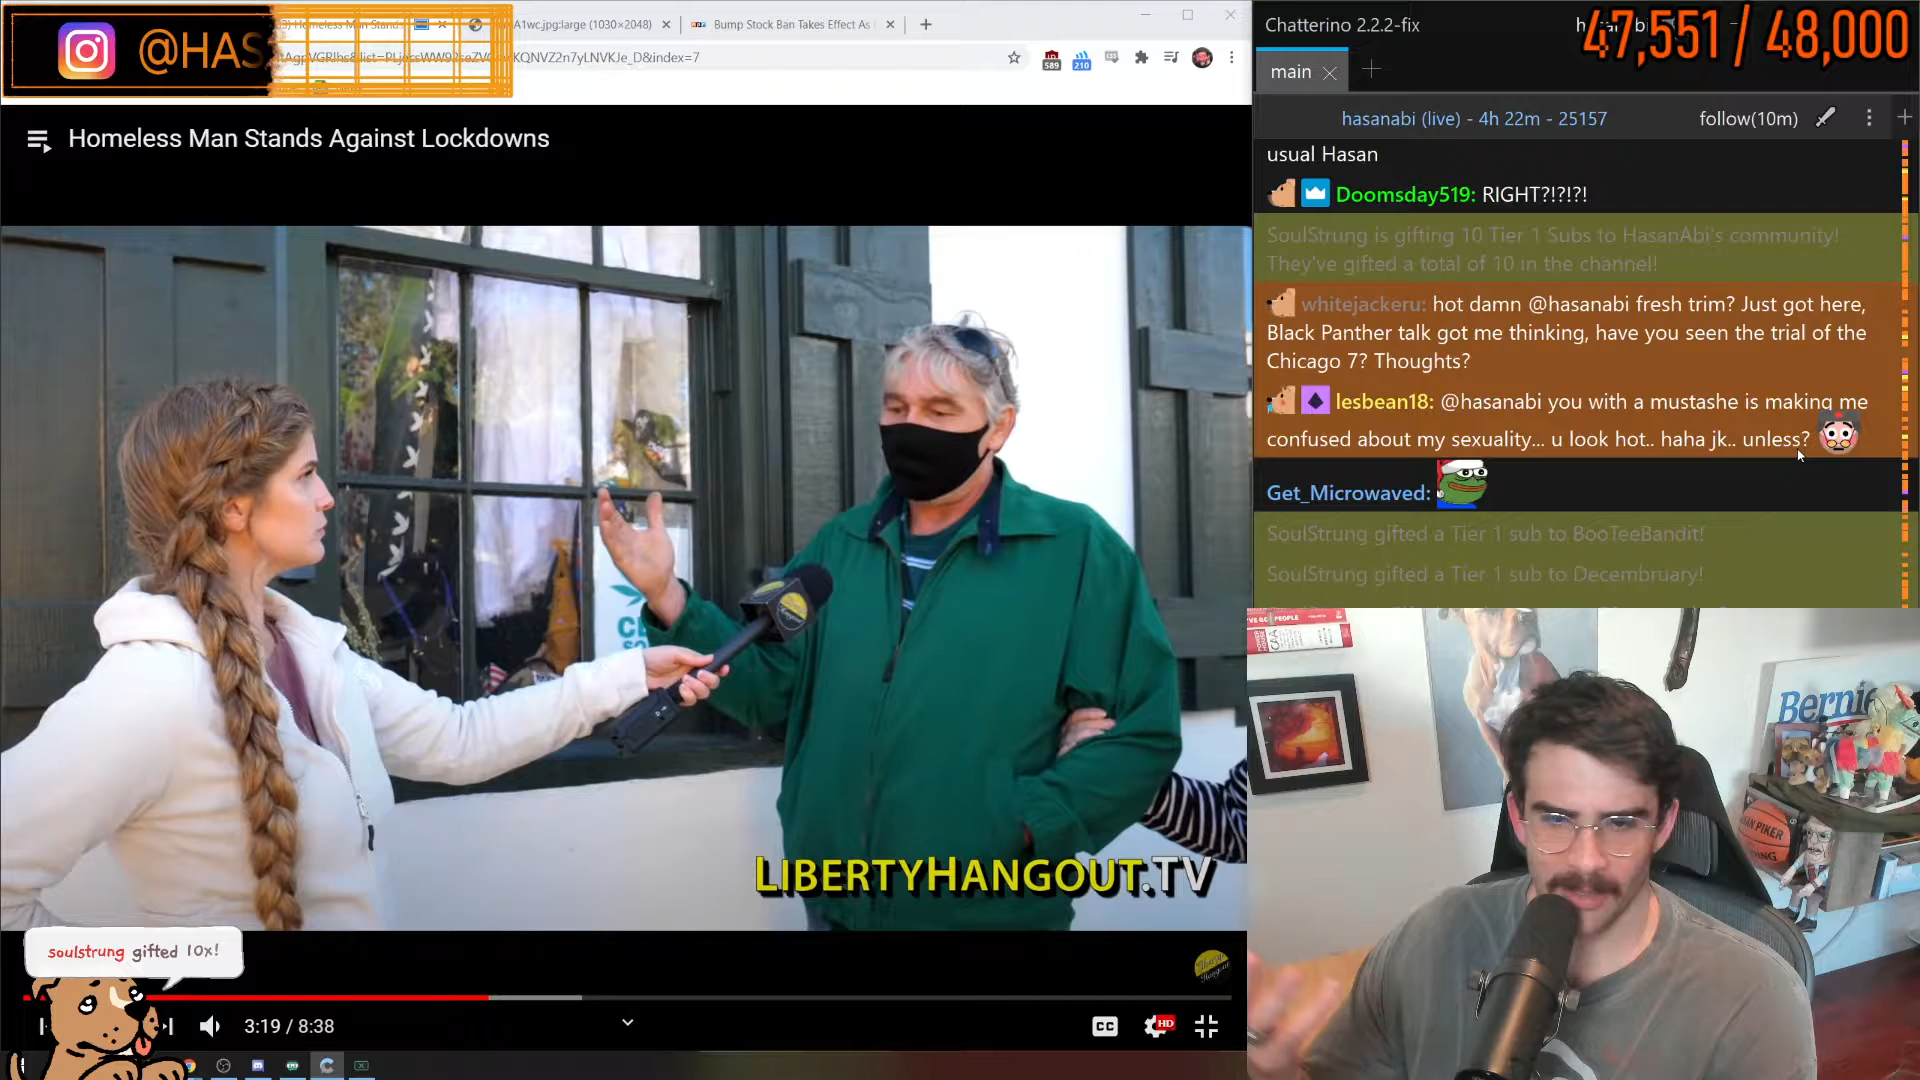 @HAS
A1wc.jpg:large (1030×2048)
Bump Stock Ban Takes Effect As
KQNVZ2n7yLNVKJe_D&index=7
589
210
Homeless Man Stands Against Lockdowns
LIBERTYHANGOUT.TV
soulstrung gifted 10x!
3:19 / 8:38
CC
HD
Chatterino 2.2.2-fix
47,551 / 48,000
main
hasanabi (live) - 4h 22m - 25157
follow(10m)
usual Hasan
Doomsday519: RIGHT?!?!?!
SoulStrung is gifting 10 Tier 1 Subs to HasanAbi's community!
They've gifted a total of 10 in the channel!
whitejackeru: hot damn @hasanabi fresh trim? Just got here,
Black Panther talk got me thinking, have you seen the trial of the
Chicago 7? Thoughts?
lesbean18: @hasanabi you with a mustashe is making me
confused about my sexuality... u look hot.. haha jk.. unless?
Get_Microwaved:
SoulStrung gifted a Tier 1 sub to BooTeeBandit!
SoulStrung gifted a Tier 1 sub to Decembruary!
Bernie